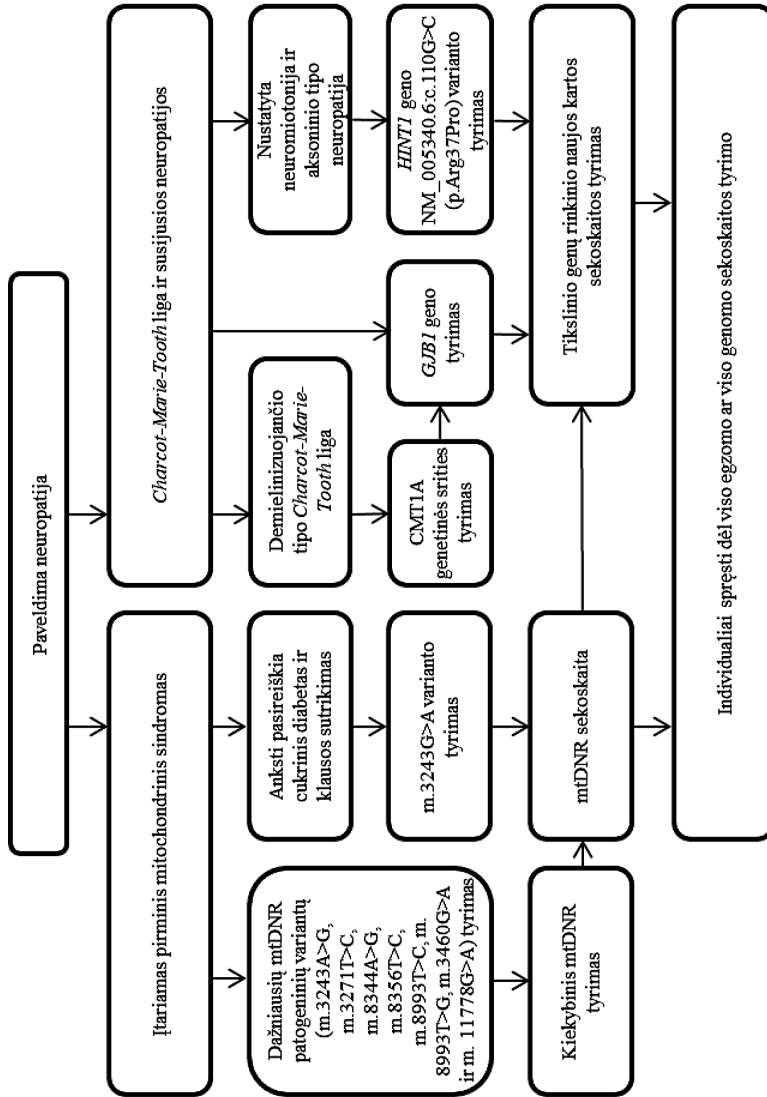 Paveldima neuropatija
Įtariamas pirminis mitochondrinis sindromas
Charcot-Marie-Tooth liga ir susijusios neuropatijos
Dažniausių mtDNR
patogeninių variantų
(m.3243A>G,
m.3271T>C,
m.8344A>G,
m.8356T>C,
m.8993T>C, m.
8993T>G, m.3460G>A
ir m. 11778G>A) tyrimas
Anksti pasireiškia
cukrinis diabetas ir
klausos sutrikimas
Demielinizuojančio
tipo Charcot-Marie-
Tooth liga
Nustatyta
neuromiotonija ir
aksoninio tipo
neuropatija
m.3243G>A varianto
tyrimas
CMT1A
genetinės srities
tyrimas
GJB1 geno
tyrimas
HINT1 geno
NM_005340.6:c.110G>C
(p.Arg37Pro) varianto
tyrimas
Kiekybinis mtDNR
tyrimas
mtDNR sekoskaita
Tikslinio genų rinkinio naujos kartos
sekoskaitos tyrimas
Individualiai spręsti dėl viso egzomo ar viso genomo sekoskaitos tyrimo